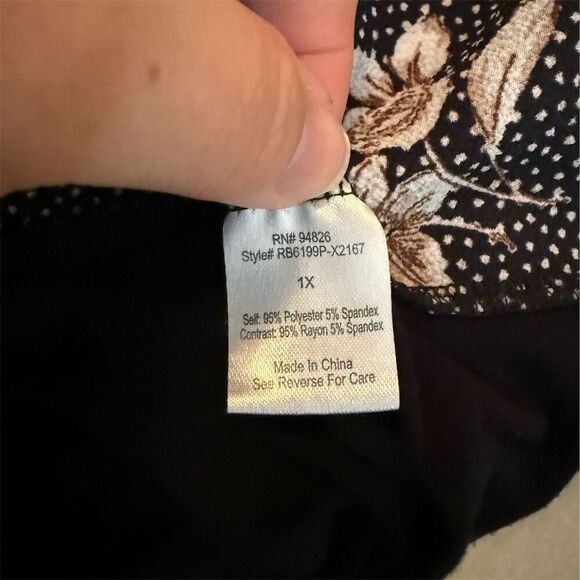 RN# 94826
Style# RB6199P-X2167
1X
Self: 95% Polyester 5% Spandex
Contrast: 95% Rayon 5% Spandex
Made In China
See Reverse For Care